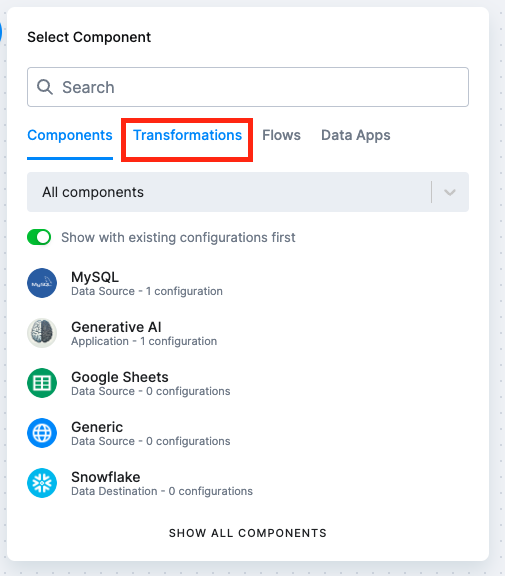 Select Component
Search
Components Transformations Flows Data Apps
All components
Show with existing configurations first
MySQL
Data Source - 1 configuration
Generative AI
Application - 1 configuration
Google Sheets
Data Source - 0 configurations
Generic
Data Source - 0 configurations
Snowflake
Data Destination - 0 configurations
SHOW ALL COMPONENTS